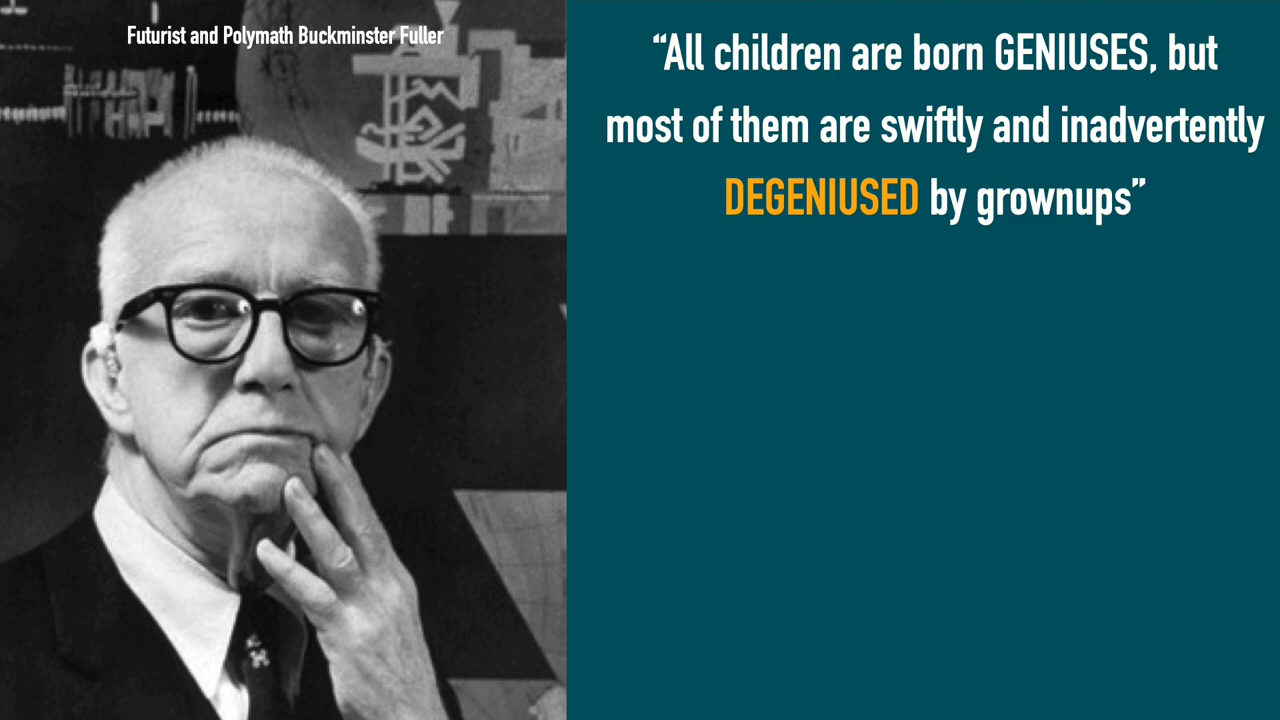 Futurist and Polymath Buckminster Fuller
“All children are born GENIUSES, but
most of them are swiftly and inadvertently
DEGENIUSED by grownups”